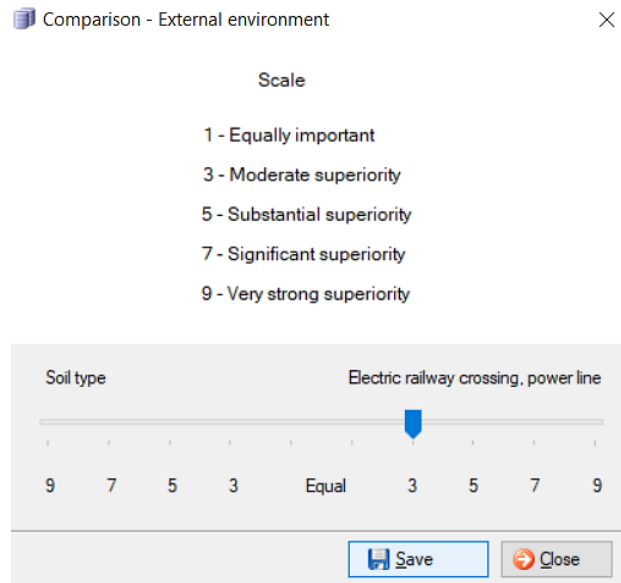 Comparison - External environment
Scale
1 - Equally important
3 - Moderate superiority
5 - Substantial superiority
7 - Significant superiority
9 - Very strong superiority
Soil type Electric railway crossing, power line
9 7 5 3 Equal 3 5 7 9
Save Close